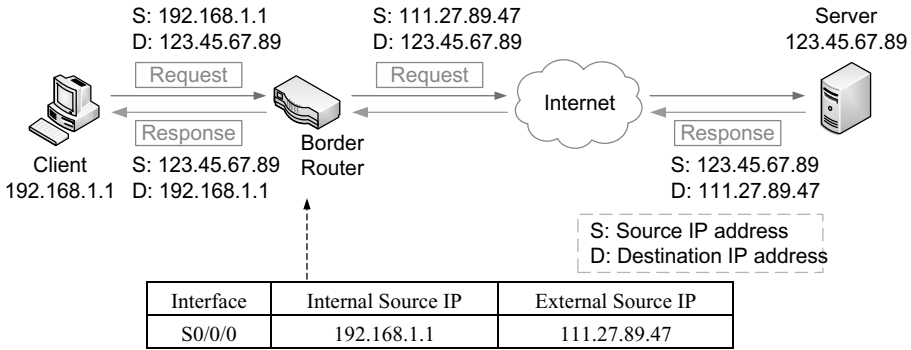 S: 192.168.1.1
D: 123.45.67.89
Request
S: 111.27.89.47
D: 123.45.67.89
Request
Server
123.45.67.89
Internet
Response
Border
Router
Response
Client
192.168.1.1
S: 123.45.67.89
D: 192.168.1.1
S: 123.45.67.89
D: 111.27.89.47
S: Source IP address
D: Destination IP address
Interface Internal Source IP External Source IP
S0/0/0 192.168.1.1 111.27.89.47